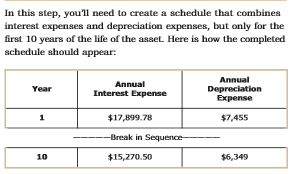 In this step, you'll need to create a schedule that combines
interest expenses and depreciation expenses, but only for the
first 10 years of the life of the asset. Here is how the completed
schedule should appear:
Year Annual Interest Expense Annual Depreciation Expense
1 $17,899.78 $7,455
-----Break in Sequence-----
10 $15,270.50 $6,349